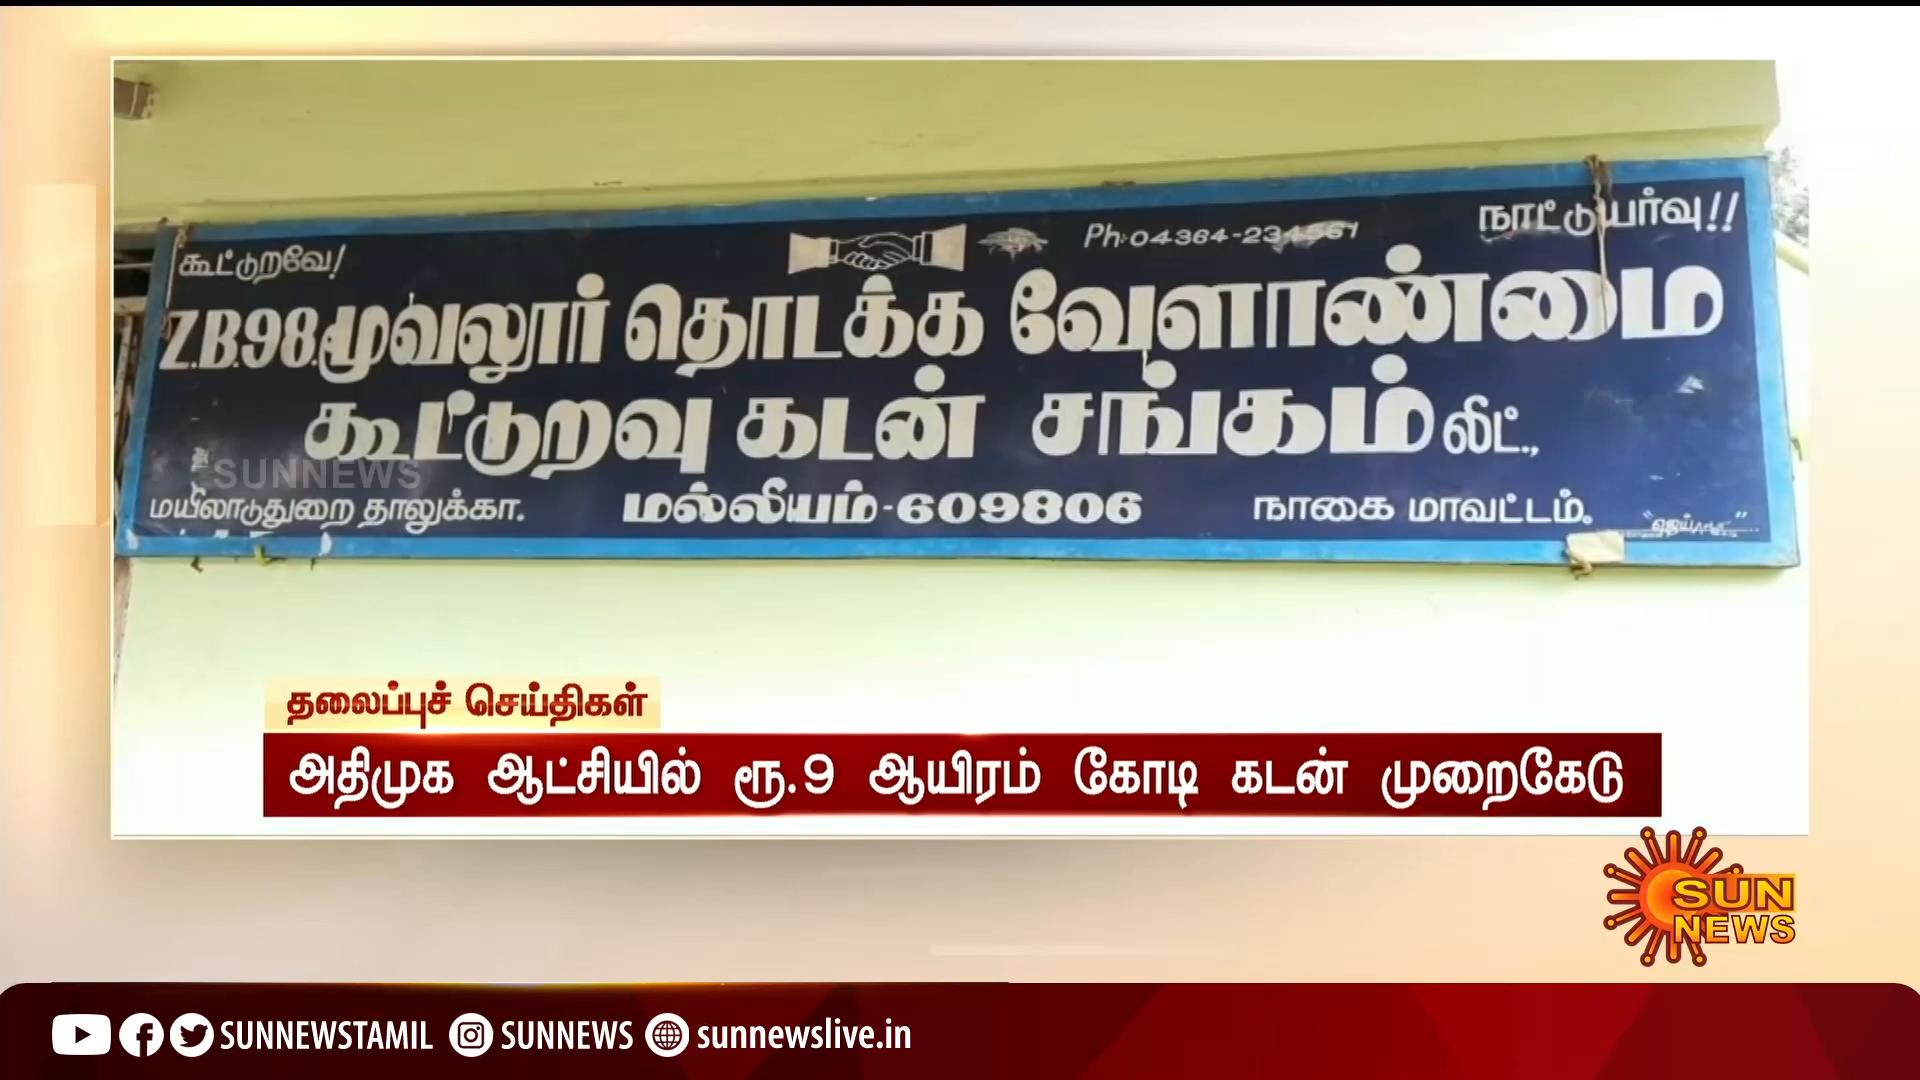 கூட்டுறவே!
Ph:04364-234561
நாட்டுயர்வு!!
Z.B.98.மூவலூர் தொடக்க வேளாண்மை
கூட்டுறவு கடன் சங்கம் லிட்.,
SUNNEWS
மயிலாடுதுறை தாலுக்கா.
மல்லியம்-609806
நாகை மாவட்டம்.
தலைப்புச் செய்திகள்
அதிமுக ஆட்சியில் ரூ.9 ஆயிரம் கோடி கடன் முறைகேடு
SUN
NEWS
SUNNEWSTAMIL SUNNEWS sunnewslive.in